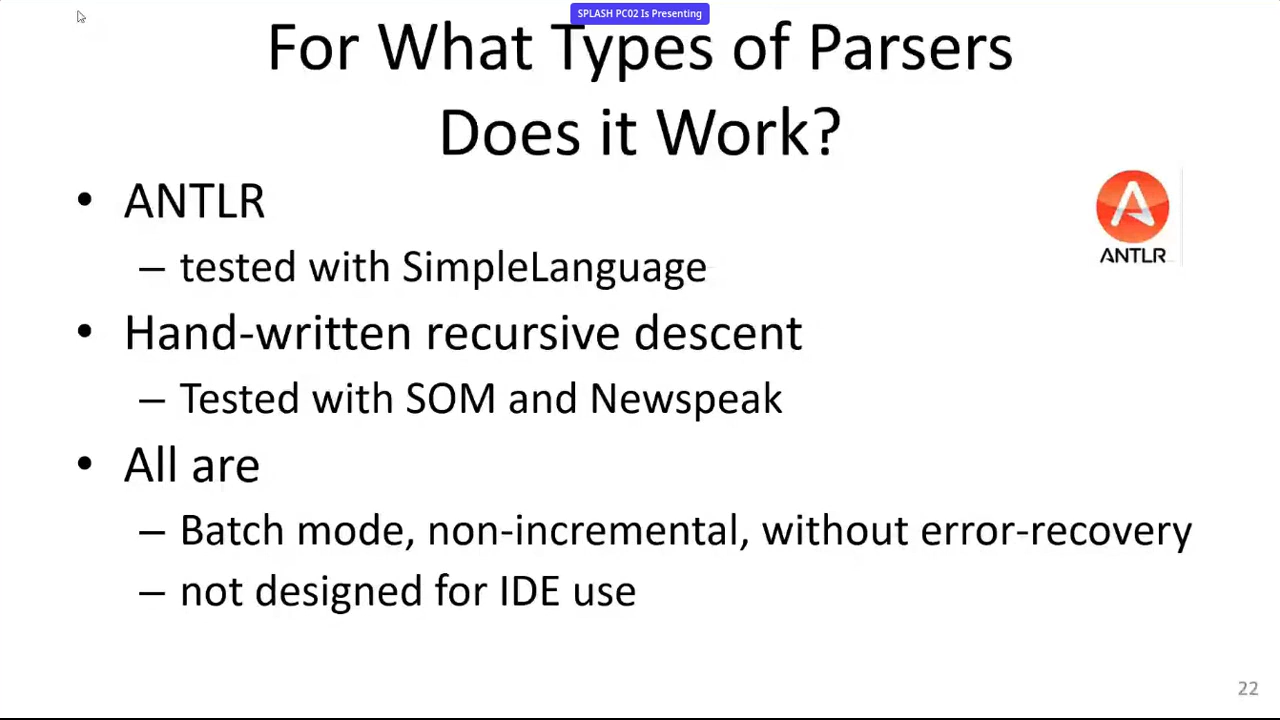 SPLASH PC02 Is Presenting
For What Types of Parsers
Does it Work?
• ANTLR
– tested with SimpleLanguage
ANTLR
• Hand-written recursive descent
– Tested with SOM and Newspeak
• All are
– Batch mode, non-incremental, without error-recovery
– not designed for IDE use
22